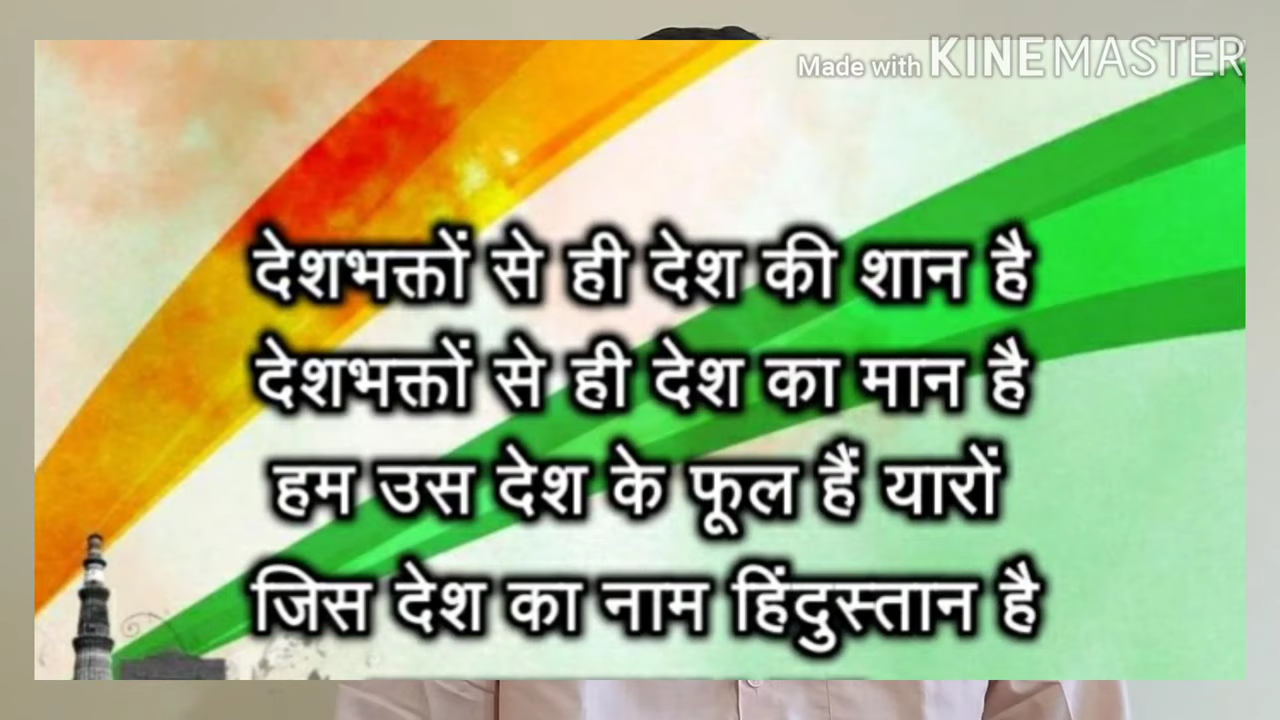 Made with KINEMASTER
देशभक्तों से ही देश की शान है
देशभक्तों से ही देश का मान है
हम उस देश के फूल हैं यारों
जिस देश का नाम हिंदुस्तान है